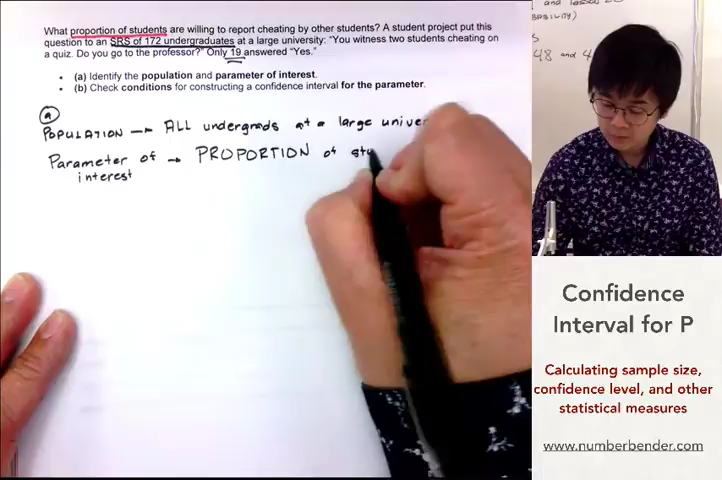 What proportion of students are willing to report cheating by other students? A student project put this
question to an SRS of 172 undergraduates at a large university: "You witness two students cheating on
a quiz. Do you go to the professor?" Only 19 answered "Yes."
• (a) Identify the population and parameter of interest.
• (b) Check conditions for constructing a confidence interval for the parameter.
a
POPULATION → ALL undergrads at a large univer
Parameter of → PROPORTION of stu
interest
and
48 and 4
Confidence
Interval for P
Calculating sample size,
confidence level, and other
statistical measures
www.numberbender.com